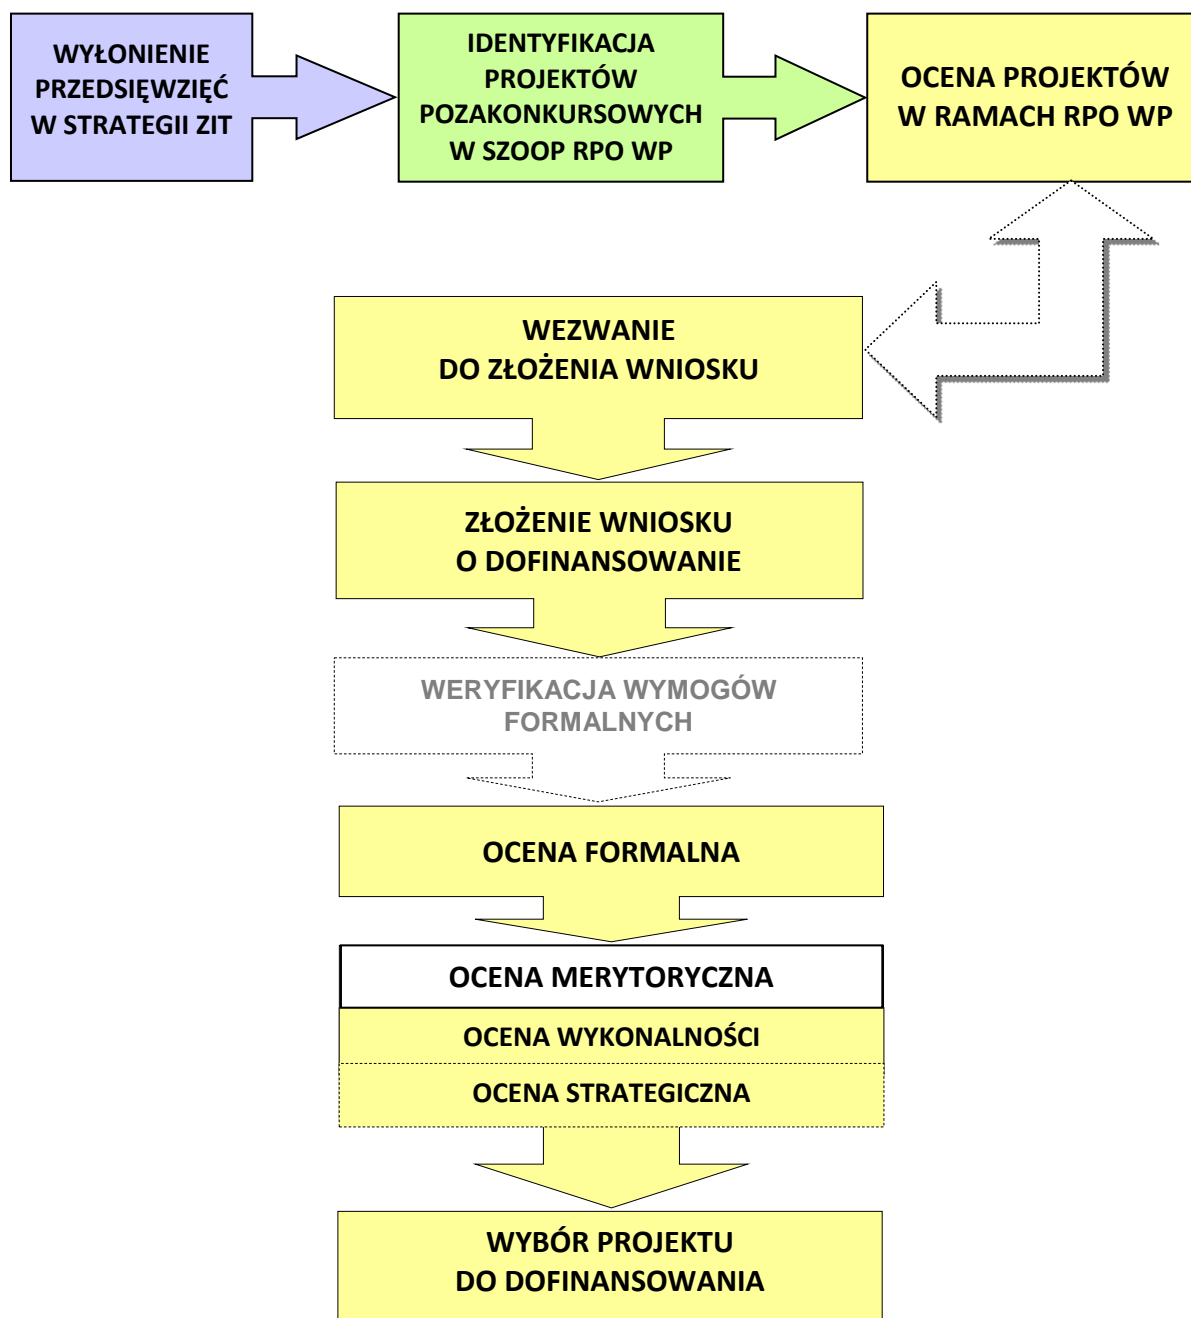 WYŁONIENIE
PRZEDSIĘWZIĘĆ
W STRATEGII ZIT
IDENTYFIKACJA
PROJEKTÓW
POZAKONKURSOWYCH
W SZOOP RPO WP
OCENA PROJEKTÓW
W RAMACH RPO WP
WEZWANIE
DO ZŁOŻENIA WNIOSKU
ZŁOŻENIE WNIOSKU
O DOFINANSOWANIE
WERYFIKACJA WYMOGÓW
FORMALNYCH
OCENA FORMALNA
OCENA MERYTORYCZNA
OCENA WYKONALNOŚCI
OCENA STRATEGICZNA
WYBÓR PROJEKTU
DO DOFINANSOWANIA